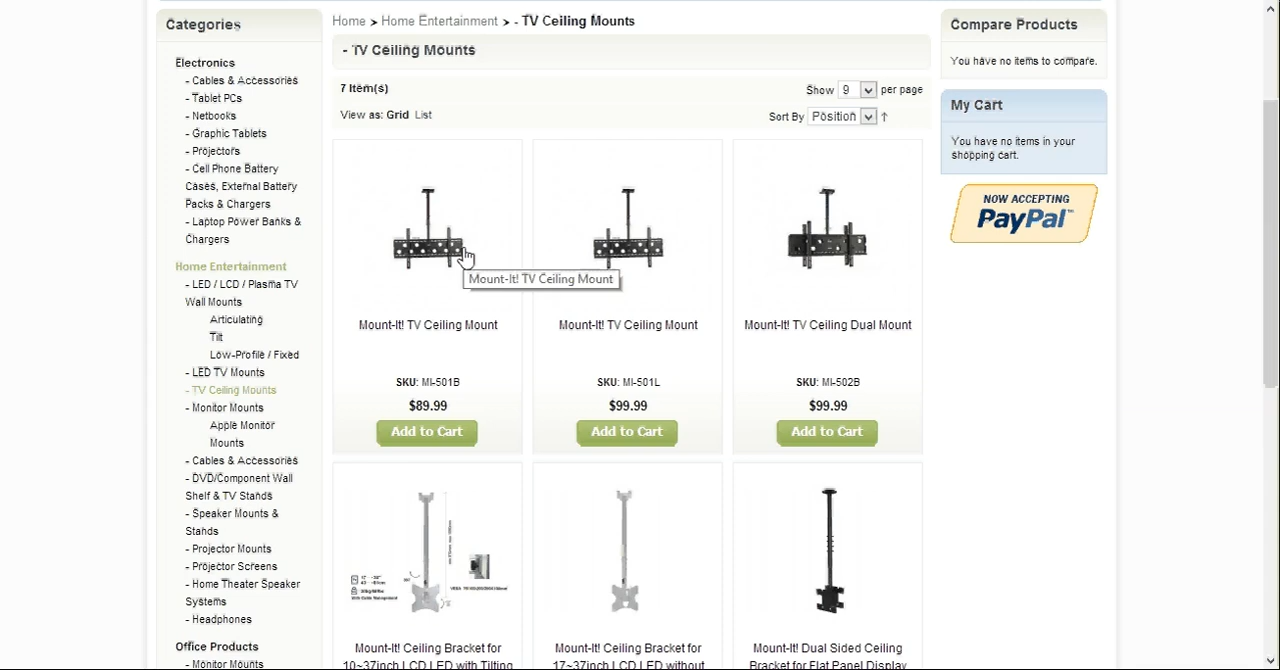 Categories
Electronics
- Cables & Accessories
- Tablet PCs
- Netbooks
- Graphic Tablets
- Projectors
- Cell Phone Battery
Cases, External Battery
Packs & Chargers
- Laptop Power Banks &
Chargers
Home Entertainment
- LED / LCD / Plasma TV
Wall Mounts
Articulating
Tilt
Low-Profile / Fixed
- LED TV Mounts
- TV Ceiling Mounts
- Monitor Mounts
Apple Monitor
Mounts
- Cables & Accessories
- DVD/Component Wall
Shelf & TV Stands
- Speaker Mounts &
Stands
- Projector Mounts
- Projector Screens
- Home Theater Speaker
Systems
- Headphones
Office Products
- Monitor Mounts
Home > Home Entertainment > - TV Ceiling Mounts
- TV Ceiling Mounts
7 Item(s)
Show 9 per page
View as: Grid List
Sort By Position ↑
Mount-It! TV Ceiling Mount
Mount-It! TV Ceiling Mount
SKU: MI-501B
$89.99
Add to Cart
Mount-It! TV Ceiling Mount
SKU: MI-501L
$99.99
Add to Cart
Mount-It! TV Ceiling Dual Mount
SKU: MI-502B
$99.99
Add to Cart
Mount-It! Ceiling Bracket for
10~37inch LCD LED with Tilting
Mount-It! Ceiling Bracket for
17~37inch LCD LED without
Mount-It! Dual Sided Ceiling
Bracket for Flat Panel Display
Compare Products
You have no items to compare.
My Cart
You have no items in your
shopping cart.
NOW ACCEPTING
PayPal